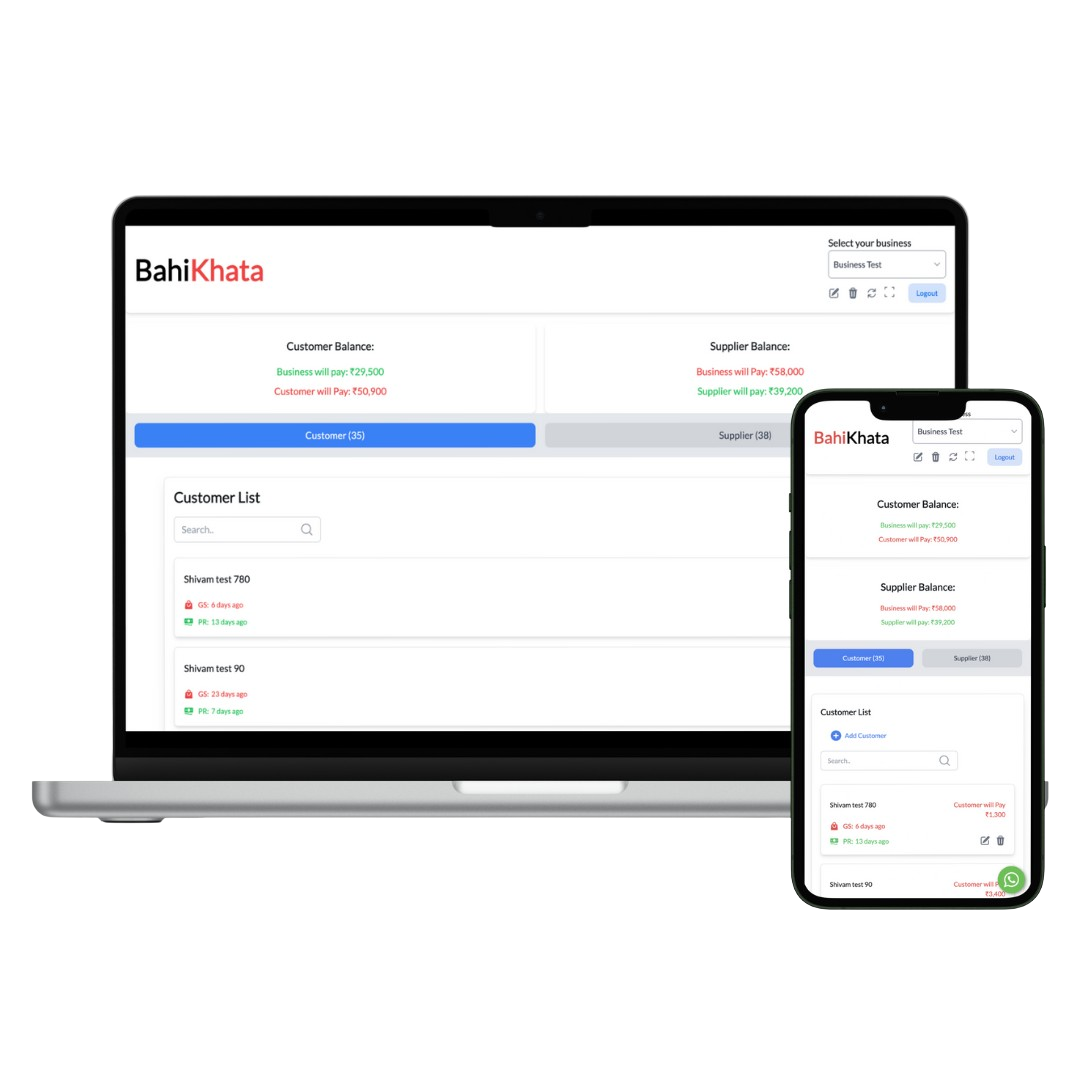 BahiKhata
Select your business
Business Test
Logout
Customer Balance:
Business will pay: ₹29,500
Customer will Pay: ₹50,900
Supplier Balance:
Business will Pay: ₹58,000
Supplier will pay: ₹39,200
Customer (35)
Supplier (38)
Customer List
Search..
Shivam test 780
GS: 6 days ago
PR: 13 days ago
Shivam test 90
GS: 23 days ago
PR: 7 days ago
BahiKhata
Business Test
Logout
Customer Balance:
Business will pay: ₹29,500
Customer will Pay: ₹50,900
Supplier Balance:
Business will Pay: ₹58,000
Supplier will pay: ₹39,200
Customer (35)
Supplier (38)
Customer List
Add Customer
Search..
Shivam test 780
Customer will Pay
₹1,300
GS: 6 days ago
PR: 13 days ago
Shivam test 90
Customer will
₹3,400